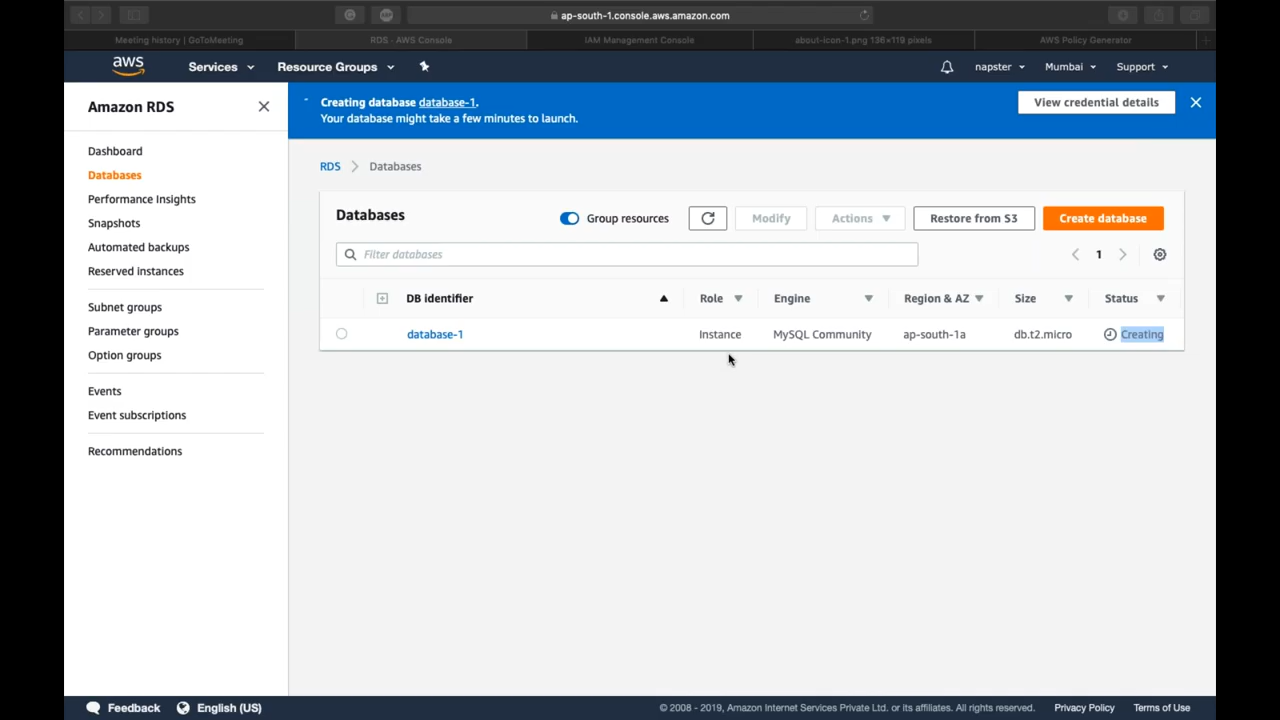 ap-south-1.console.aws.amazon.com
Meeting history | GoToMeeting
RDS - AWS Console
IAM Management Console
about-icon-1.png 136×119 pixels
AWS Policy Generator
aws
Services
Resource Groups
napster
Mumbai
Support
Amazon RDS
Dashboard
Databases
Performance Insights
Snapshots
Automated backups
Reserved instances
Subnet groups
Parameter groups
Option groups
Events
Event subscriptions
Recommendations
Creating database database-1.
Your database might take a few minutes to launch.
View credential details
RDS > Databases
Databases
Group resources
Modify
Actions
Restore from S3
Create database
Filter databases
1
DB identifier Role Engine Region & AZ Size Status
database-1 Instance MySQL Community ap-south-1a db.t2.micro Creating
Feedback
English (US)
© 2008 - 2019, Amazon Internet Services Private Ltd. or its affiliates. All rights reserved.
Privacy Policy
Terms of Use